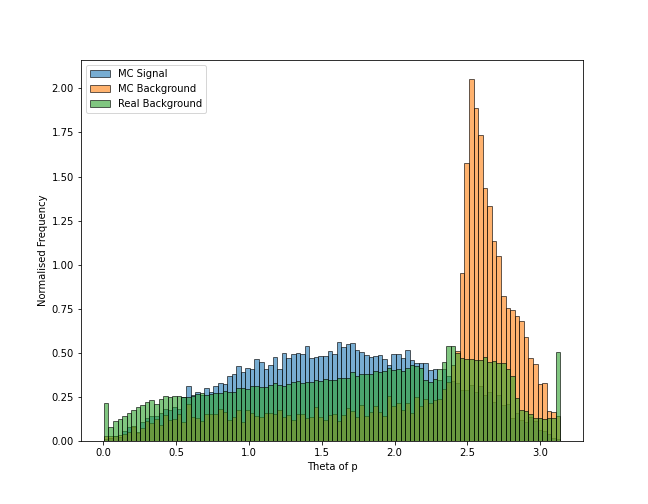 MC Signal
MC Background
Real Background
Normalised Frequency
2.00
1.75
1.50
1.25
1.00
0.75
0.50
0.25
0.00
0.0 0.5 1.0 1.5 2.0 2.5 3.0
Theta of p